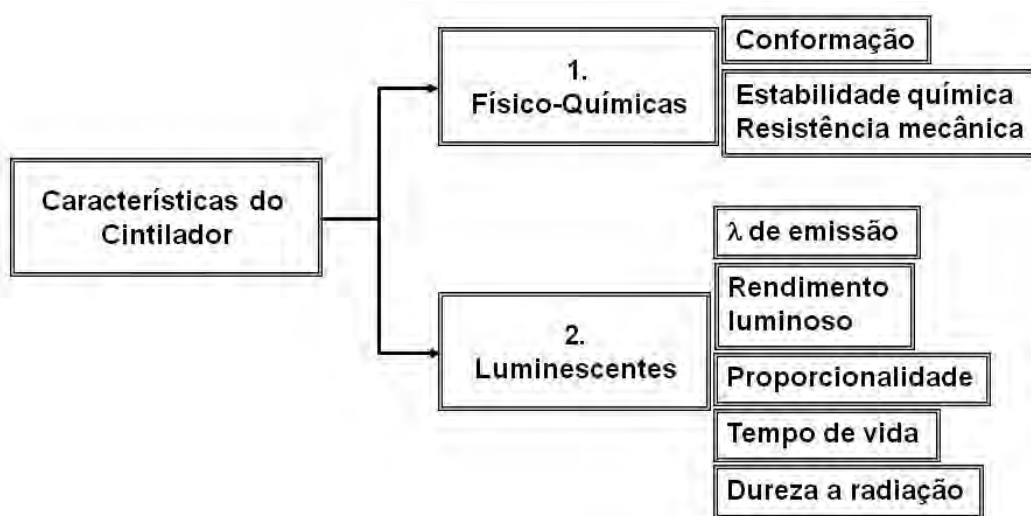 Características do
Cintilador
1.
Físico-Químicas
Conformação
Estabilidade química
Resistência mecânica
2.
Luminescentes
λ de emissão
Rendimento
luminoso
Proporcionalidade
Tempo de vida
Dureza a radiação